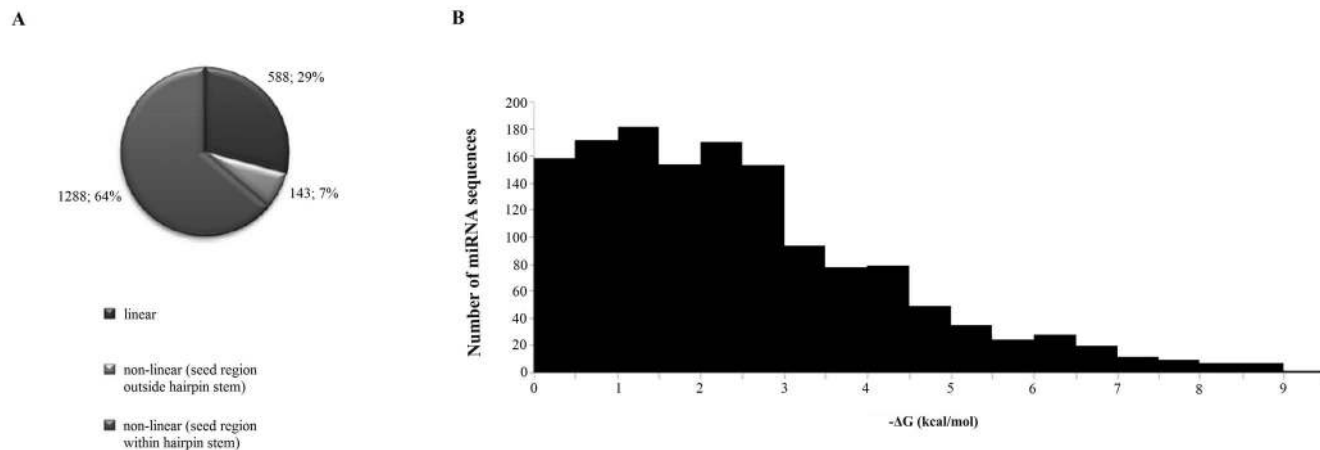 A
588; 29%
143; 7%
1288; 64%
linear
non-linear (seed region
outside hairpin stem)
non-linear (seed region
within hairpin stem)
B
Number of miRNA sequences
200
180
160
140
120
100
80
60
40
20
0
0 1 2 3 4 5 6 7 8 9
-ΔG (kcal/mol)